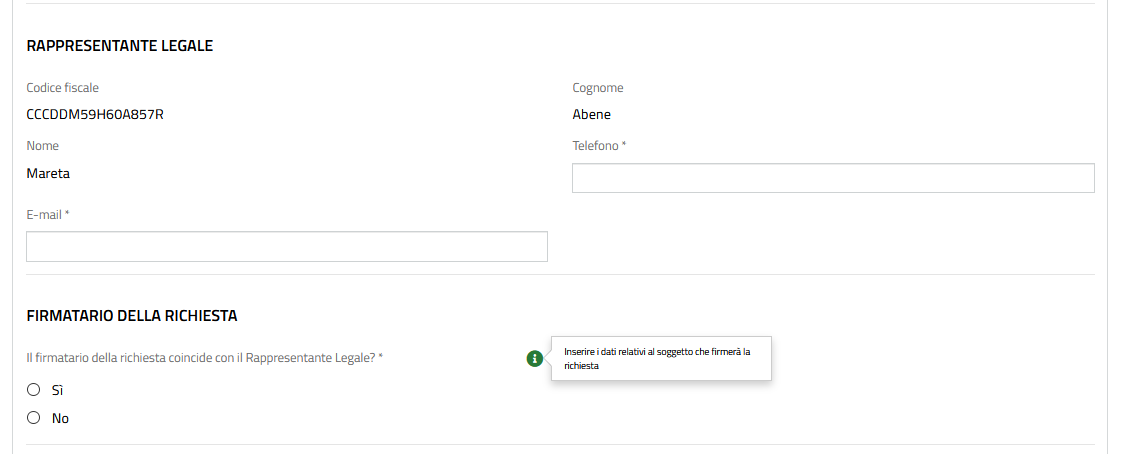 RAPPRESENTANTE LEGALE
Codice fiscale
CCCDDM59H60A857R
Cognome
Abene
Nome
Mareta
Telefono *
E-mail *
FIRMATARIO DELLA RICHIESTA
Il firmatario della richiesta coincide con il Rappresentante Legale? *
Inserire i dati relativi al soggetto che firmerà la
richiesta
Sì
No